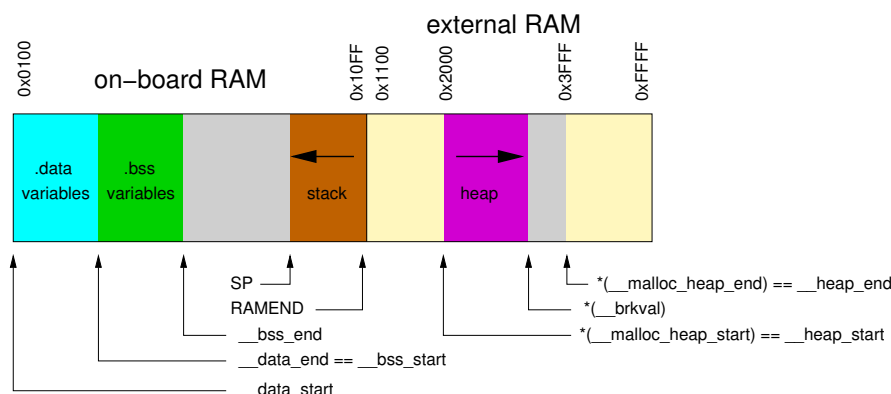 external RAM
on−board RAM
0x0100
0x10FF
0x1100
0x2000
0x3FFF
0xFFFF
.data
variables
.bss
variables
stack
heap
SP
RAMEND
__bss_end
__data_end == __bss_start
data_start
*(__malloc_heap_end) == __heap_end
*(__brkval)
*(__malloc_heap_start) == __heap_start